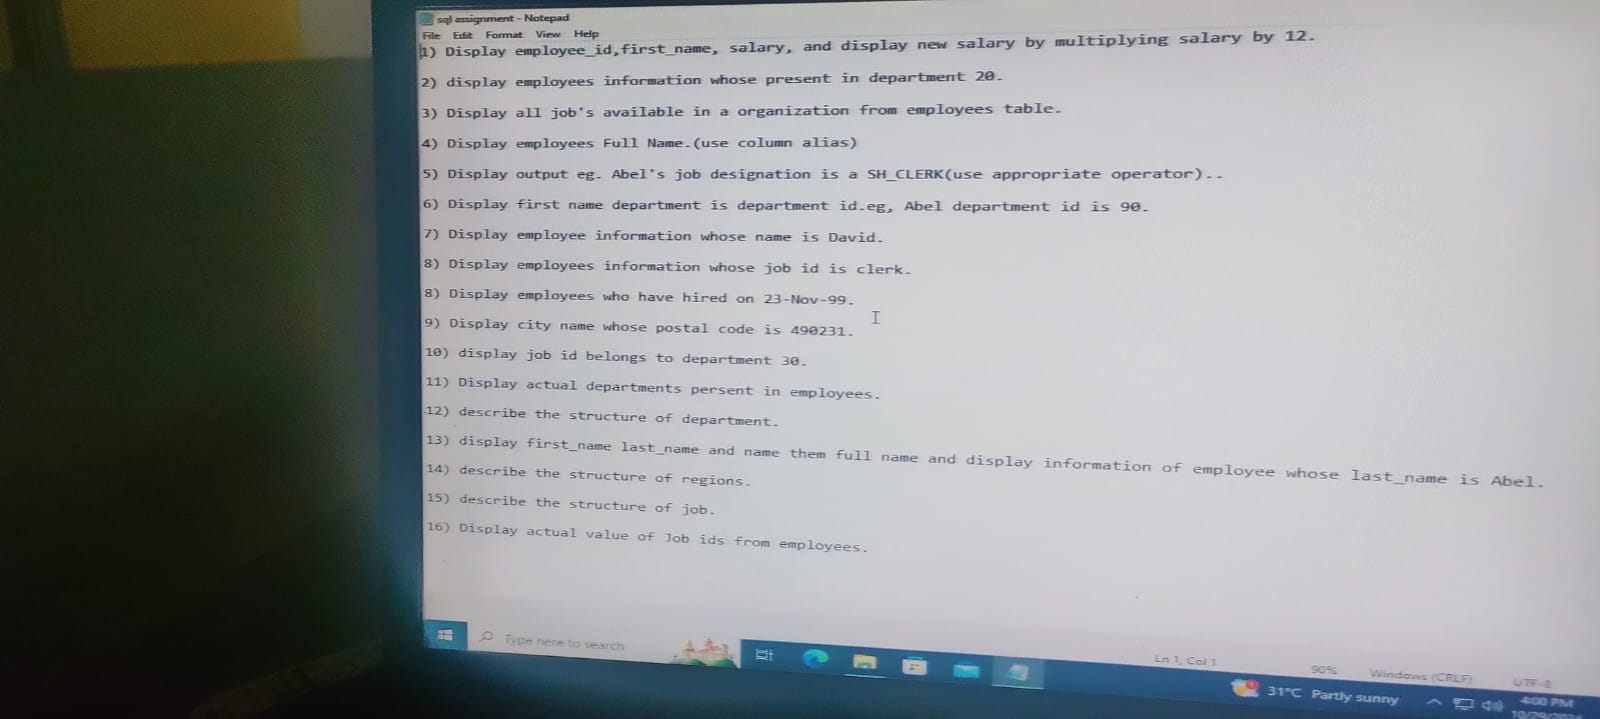 sql assignment - Notepad
File Edit Format View Help
1) Display employee_id,first_name, salary, and display new salary by multiplying salary by 12.
2) display employees information whose present in department 20.
3) Display all job's available in a organization from employees table.
4) Display employees Full Name.(use column alias)
5) Display output eg. Abel's job designation is a SH_CLERK(use appropriate operator)..
6) Display first name department is department id.eg, Abel department id is 90.
7) Display employee information whose name is David.
8) Display employees information whose job id is clerk.
8) Display employees who have hired on 23-Nov-99.
9) Display city name whose postal code is 490231.
10) display job id belongs to department 30.
11) Display actual departments persent in employees.
12) describe the structure of department.
13) display first_name last_name and name them full name and display information of employee whose last_name is Abel.
14) describe the structure of regions.
15) describe the structure of job.
16) Display actual value of Job ids from employees.
Ln 1, Col 1 90% Windows (CRLF) UTF-8
Type here to search
31°C Partly sunny 4:00 PM